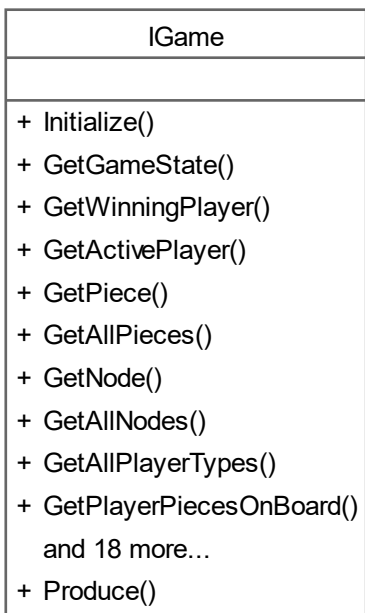 IGame
+ Initialize()
+ GetGameState()
+ GetWinningPlayer()
+ GetActivePlayer()
+ GetPiece()
+ GetAllPieces()
+ GetNode()
+ GetAllNodes()
+ GetAllPlayerTypes()
+ GetPlayerPiecesOnBoard()
and 18 more...
+ Produce()